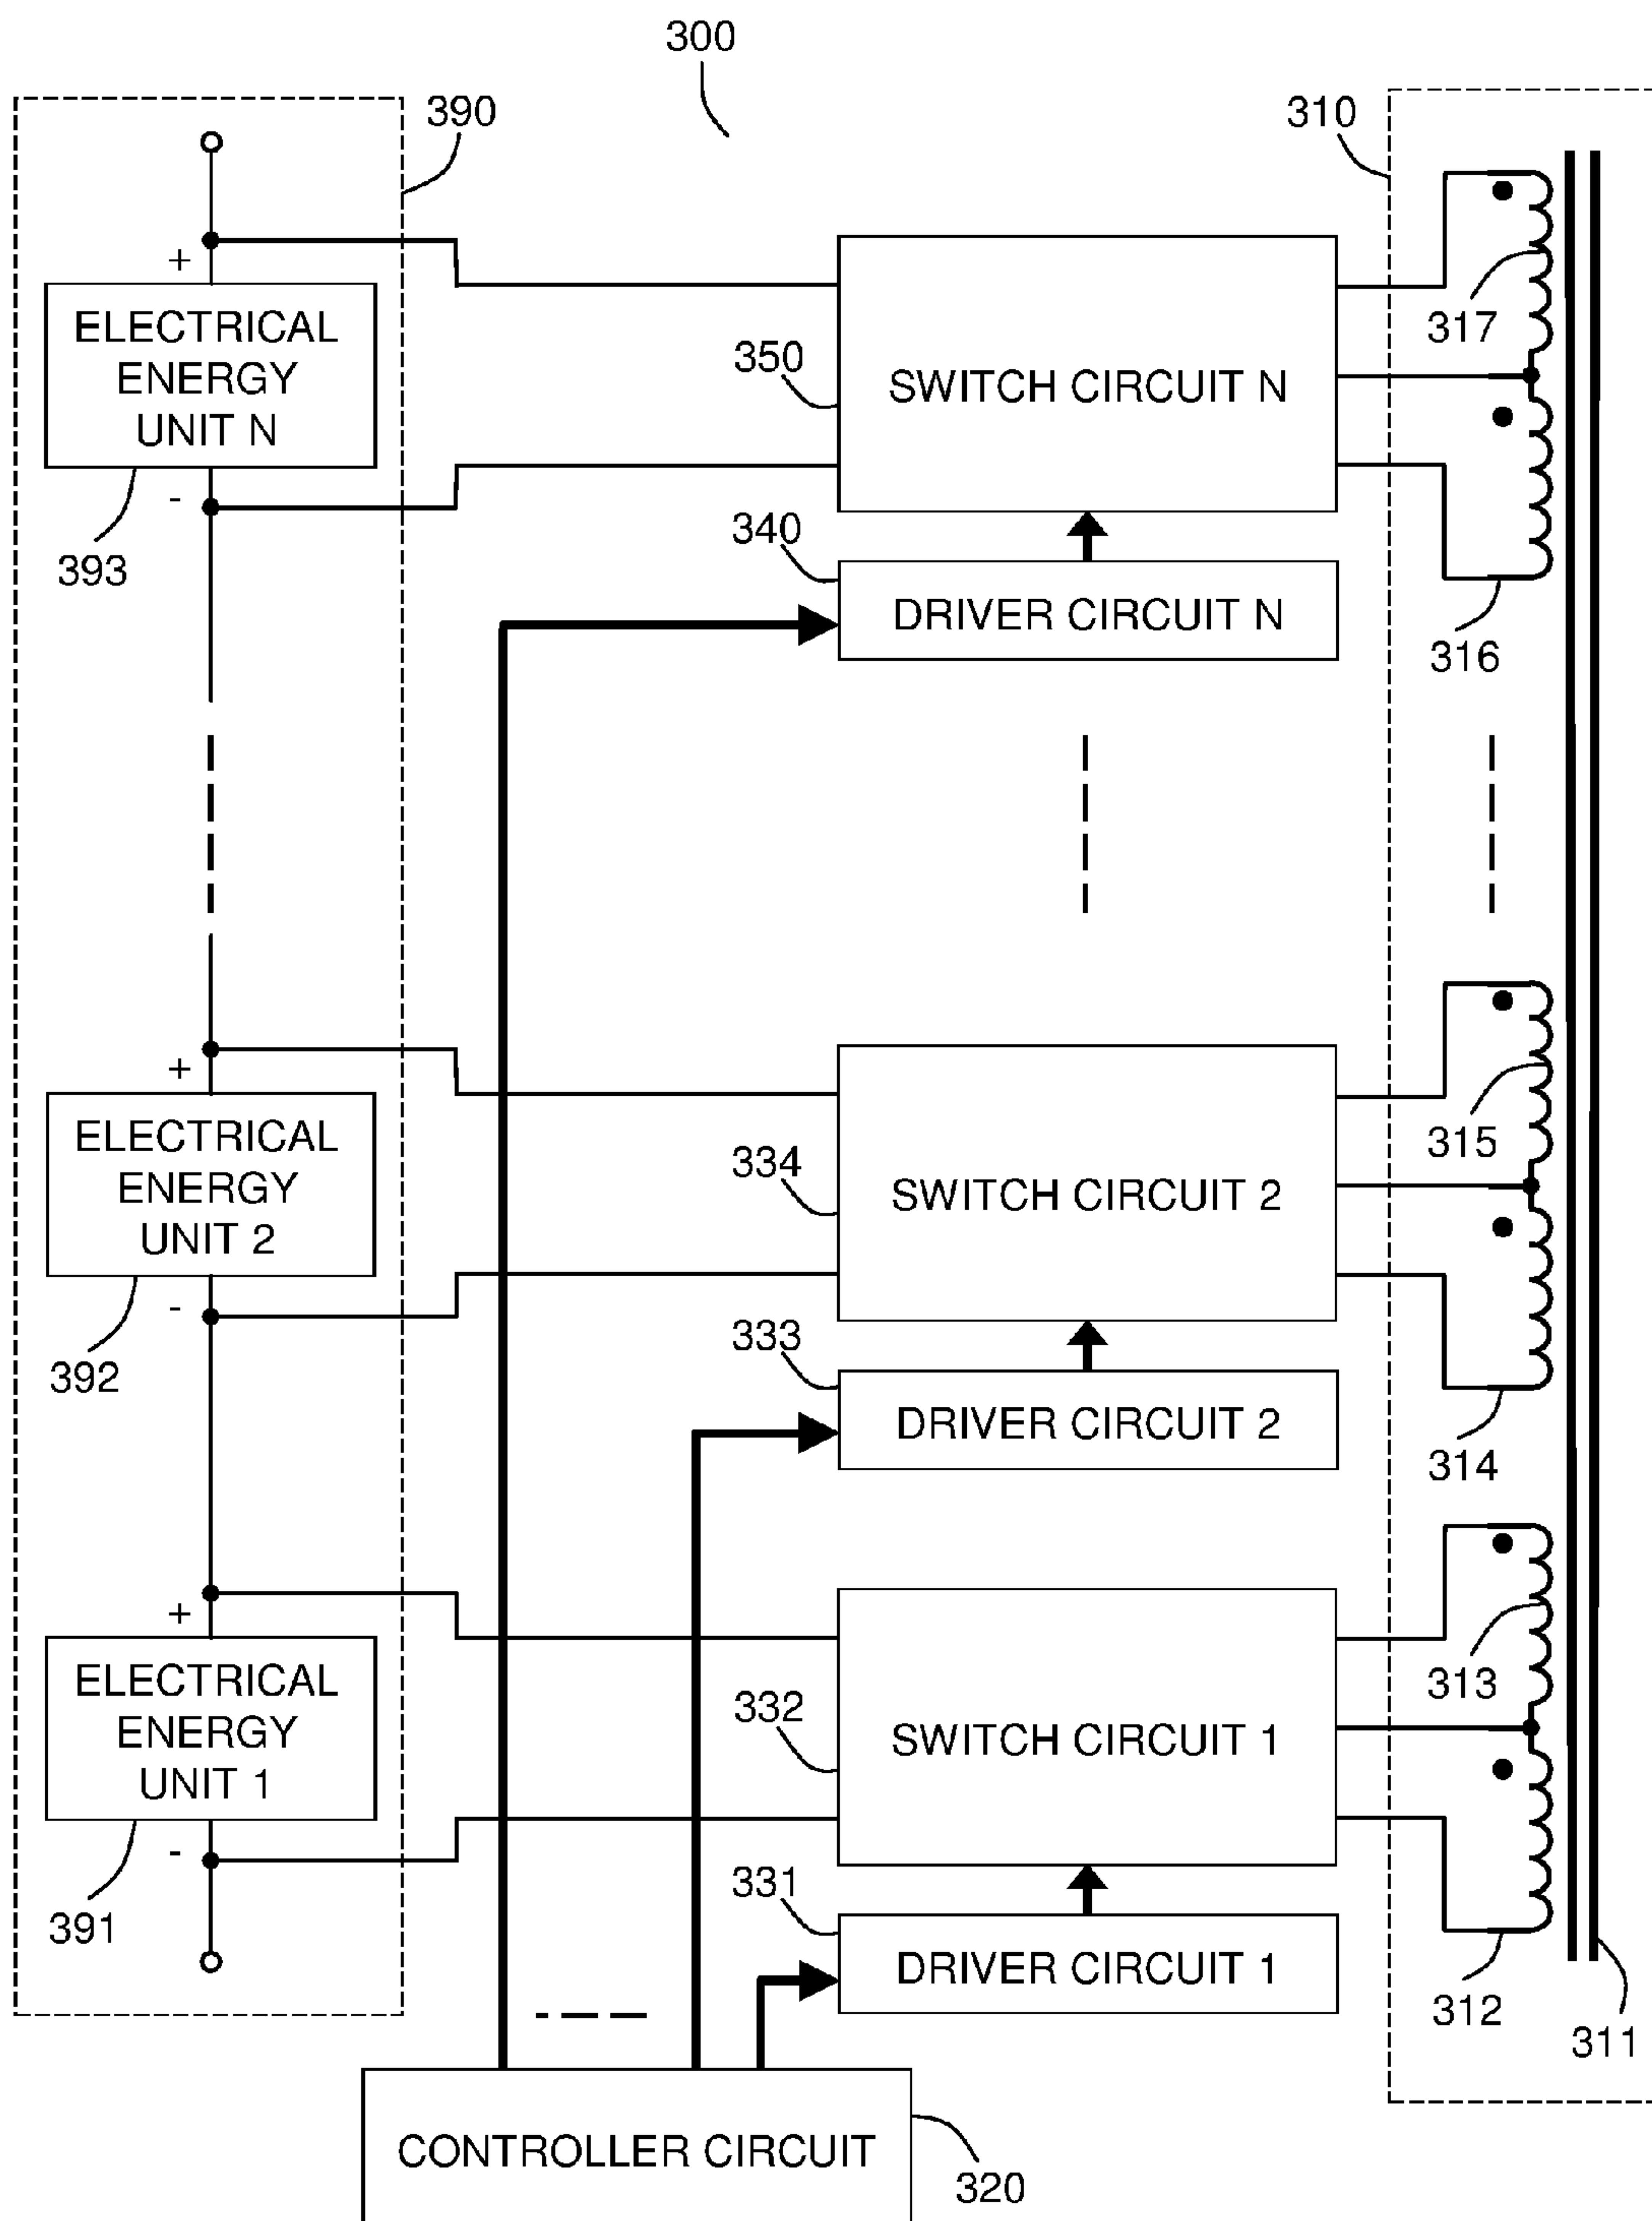 300
390
310
+
ELECTRICAL
ENERGY
UNIT N
-
393
350
SWITCH CIRCUIT N
317
340
DRIVER CIRCUIT N
316
+
ELECTRICAL
ENERGY
UNIT 2
-
392
334
SWITCH CIRCUIT 2
315
333
DRIVER CIRCUIT 2
314
+
ELECTRICAL
ENERGY
UNIT 1
-
391
332
SWITCH CIRCUIT 1
313
331
DRIVER CIRCUIT 1
312
311
CONTROLLER CIRCUIT
320